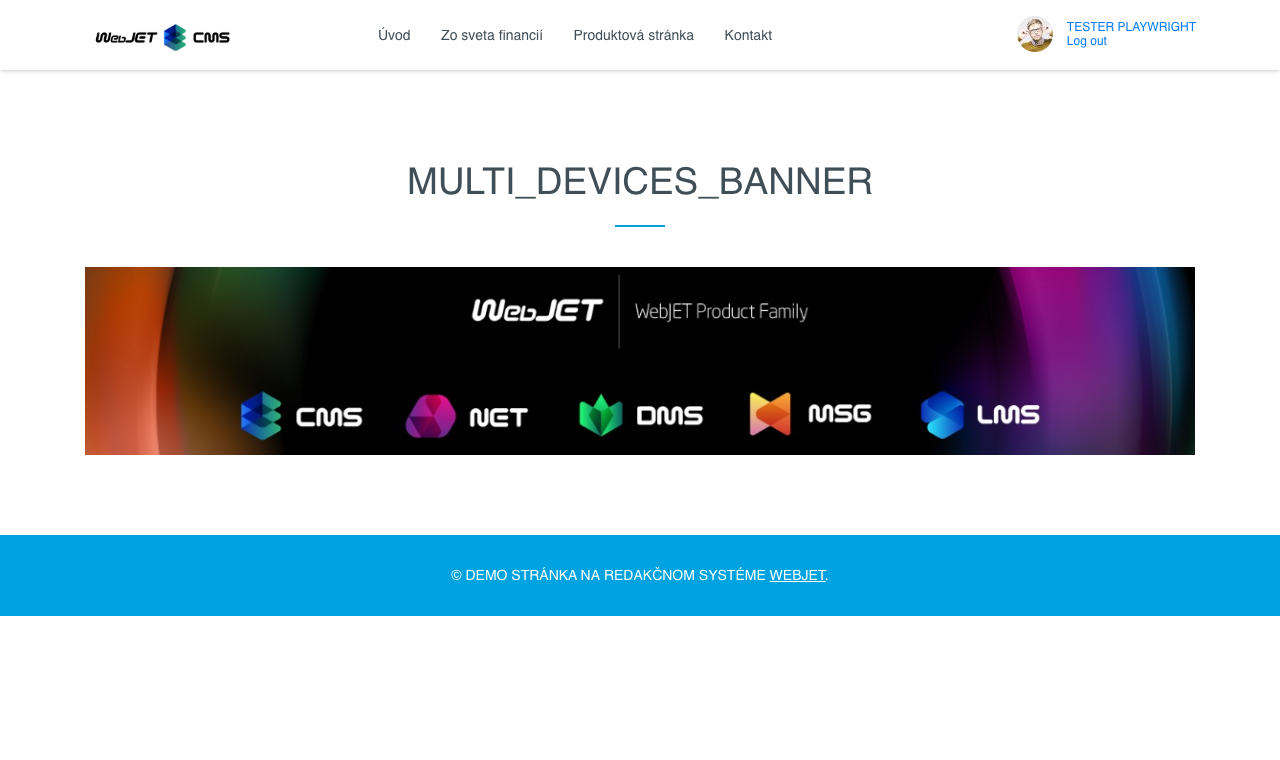 WebJET CMS
Úvod
Zo sveta financií
Produktová stránka
Kontakt
TESTER PLAYWRIGHT
Log out
MULTI_DEVICES_BANNER
WebJET
WebJET Product Family
CMS
NET
DMS
MSG
LMS
© DEMO STRÁNKA NA REDAKČNOM SYSTÉME WEBJET.